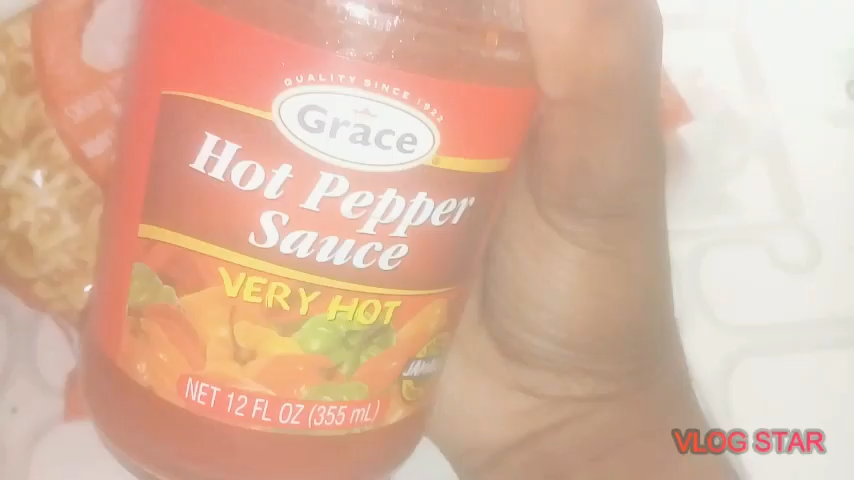 QUALITY SINCE 1922
Grace
Hot Pepper
Sauce
VERY HOT
NET 12 FL OZ (355 mL)
VLOG STAR